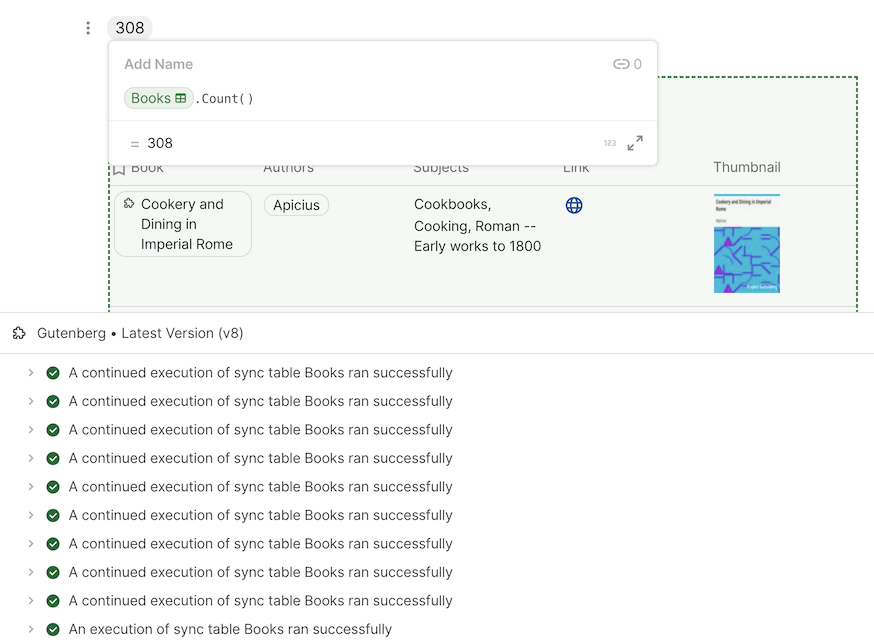 308
Add Name
0
Books .Count()
= 308
123
Book Authors Subjects Link Thumbnail
Cookery and
Dining in
Imperial Rome
Apicius
Cookbooks,
Cooking, Roman --
Early works to 1800
Cookery and Dining in Imperial
Rome
Apicius
Project Gutenberg
Gutenberg • Latest Version (v8)
A continued execution of sync table Books ran successfully
A continued execution of sync table Books ran successfully
A continued execution of sync table Books ran successfully
A continued execution of sync table Books ran successfully
A continued execution of sync table Books ran successfully
A continued execution of sync table Books ran successfully
A continued execution of sync table Books ran successfully
A continued execution of sync table Books ran successfully
A continued execution of sync table Books ran successfully
An execution of sync table Books ran successfully